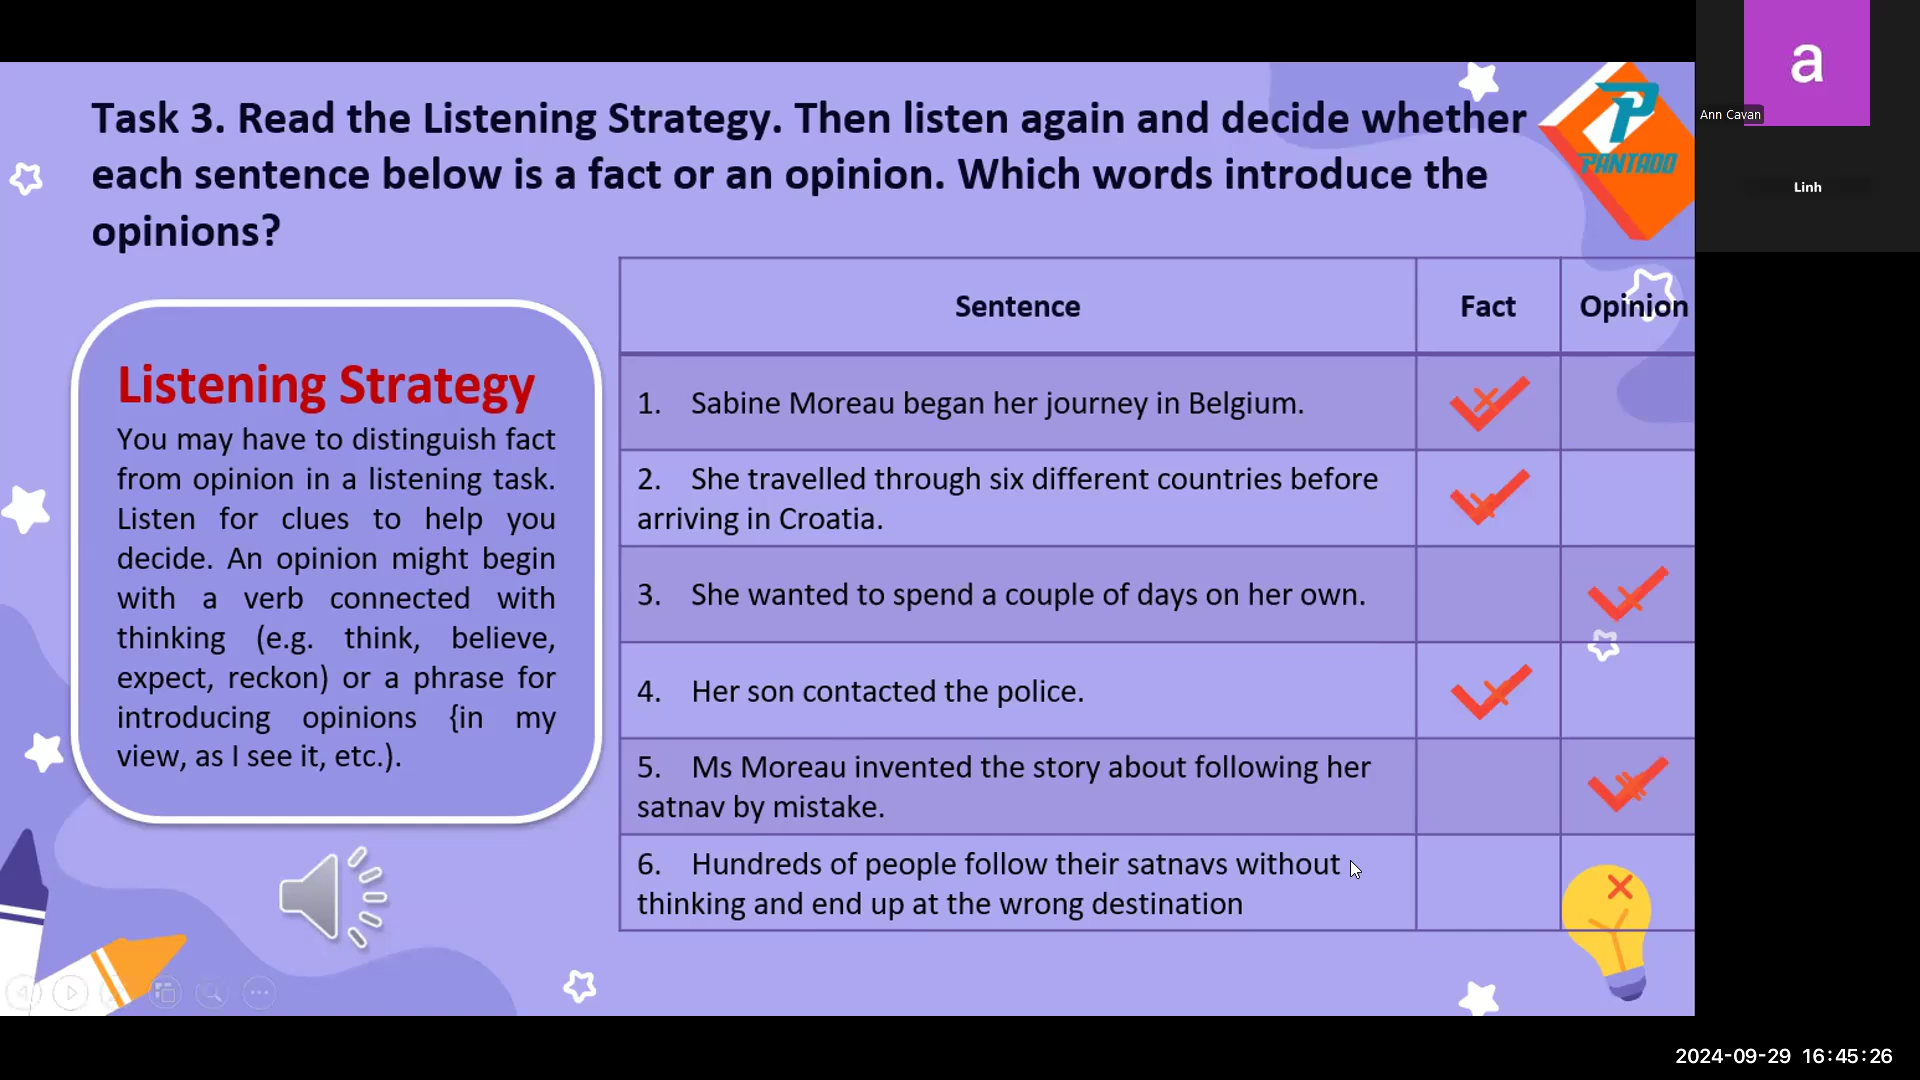 Task 3. Read the Listening Strategy. Then listen again and decide whether
each sentence below is a fact or an opinion. Which words introduce the
opinions?
PANTADO
a
Ann Cavan
Linh
Listening Strategy
You may have to distinguish fact
from opinion in a listening task.
Listen for clues to help you
decide. An opinion might begin
with a verb connected with
thinking (e.g. think, believe,
expect, reckon) or a phrase for
introducing opinions {in my
view, as I see it, etc.).
Sentence Fact Opinion
1. Sabine Moreau began her journey in Belgium.
2. She travelled through six different countries before
arriving in Croatia.
3. She wanted to spend a couple of days on her own.
4. Her son contacted the police.
5. Ms Moreau invented the story about following her
satnav by mistake.
6. Hundreds of people follow their satnavs without
thinking and end up at the wrong destination
2024-09-29 16:45:26